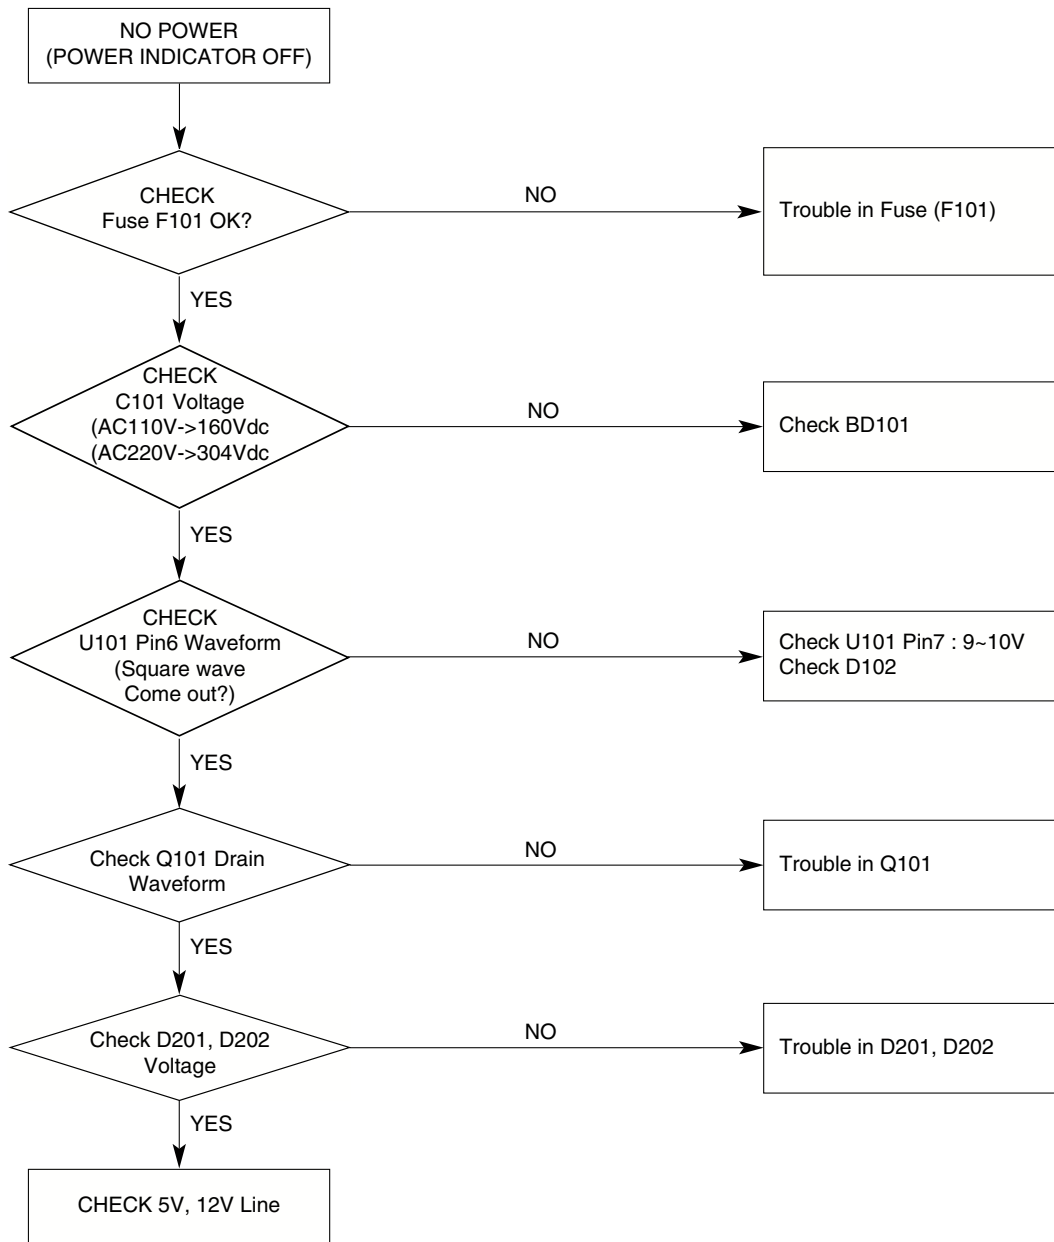 NO POWER
(POWER INDICATOR OFF)
CHECK
Fuse F101 OK?
NO
Trouble in Fuse (F101)
YES
CHECK
C101 Voltage
(AC110V->160Vdc
(AC220V->304Vdc
NO
Check BD101
YES
CHECK
U101 Pin6 Waveform
(Square wave
Come out?)
NO
Check U101 Pin7 : 9~10V
Check D102
YES
Check Q101 Drain
Waveform
NO
Trouble in Q101
YES
Check D201, D202
Voltage
NO
Trouble in D201, D202
YES
CHECK 5V, 12V Line